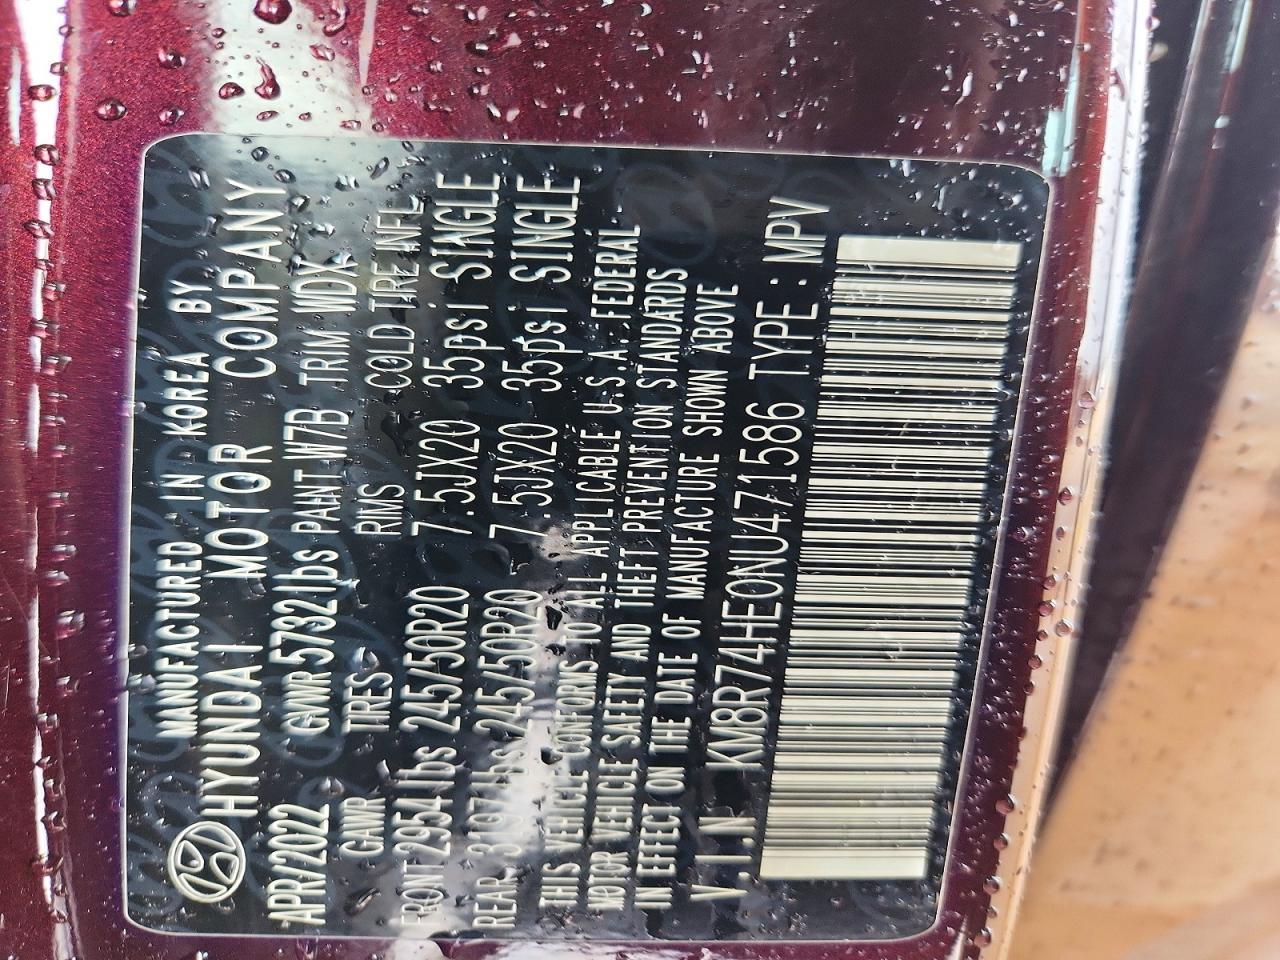 MANUFACTURED IN KOREA BY
HYUNDAI MOTOR COMPANY
APR/2022 GVWR 5732lbs PAINT W7B TRIM WDX
GAWR TIRES RIMS COLD TIRE INFL.
FRONT 2954lbs 245/50R20 7.5JX20 35psi SINGLE
REAR 3197lbs 245/50R20 7.5JX20 35psi SINGLE
THIS VEHICLE CONFORMS TO ALL APPLICABLE U.S.A. FEDERAL
MOTOR VEHICLE SAFETY AND THEFT PREVENTION STANDARDS
IN EFFECT ON THE DATE OF MANUFACTURE SHOWN ABOVE
V.I.N KM8R74HE0NU471586 TYPE : MPV